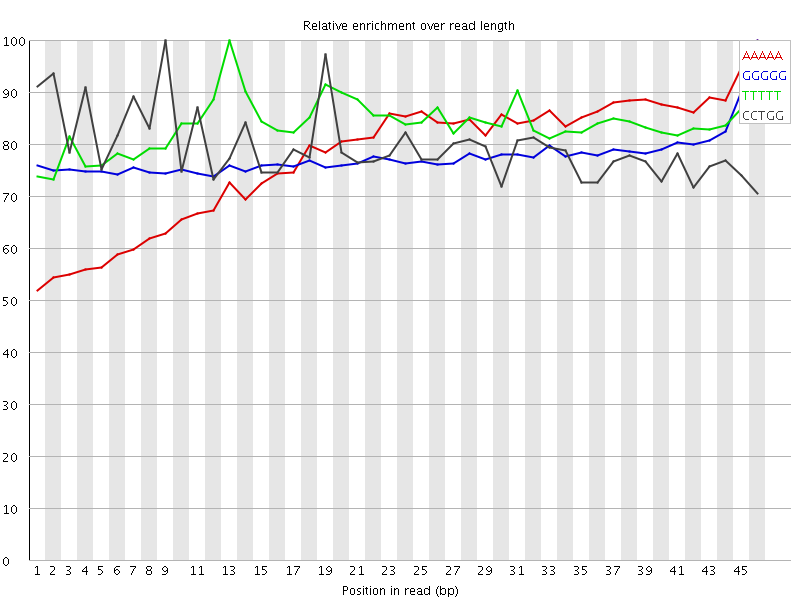 Relative enrichment over read length
100
90
80
70
60
50
40
30
20
10
0
AAAAA
GGGGG
TTTTT
CCTGG
1 2 3 4 5 6 7 8 9 11 13 15 17 19 21 23 25 27 29 31 33 35 37 39 41 43 45
Position in read (bp)